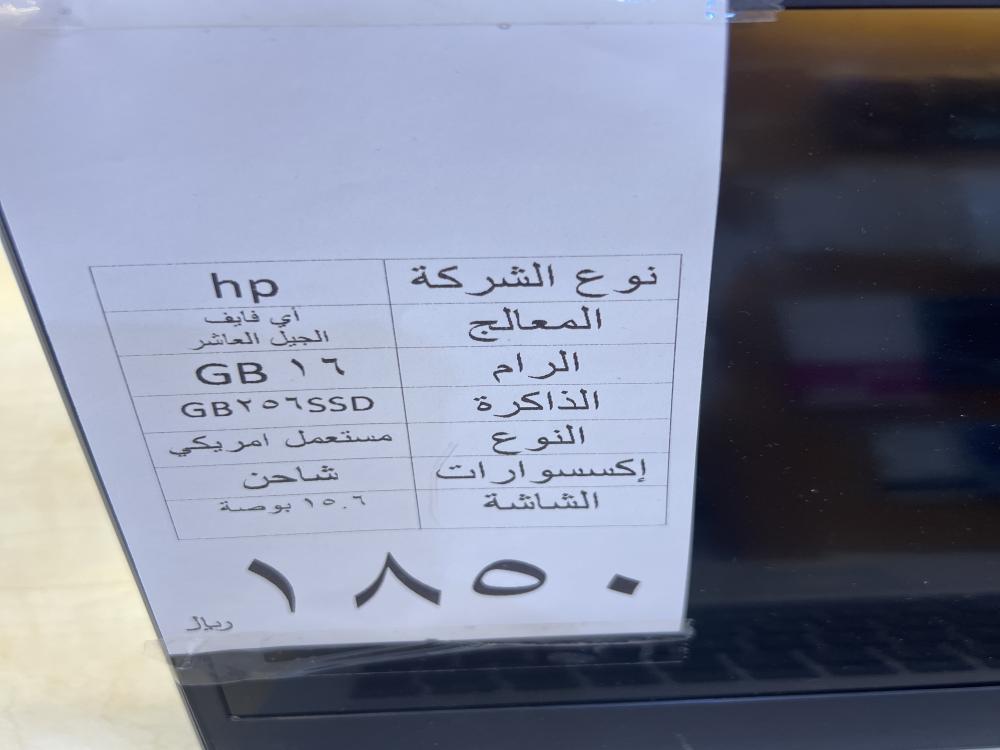 نوع الشركة hp
المعالج أي فايف
الجيل العاشر
الرام ١٦ GB
الذاكرة GB٢٥٦SSD
النوع مستعمل امريكي
إكسسوارات شاحن
الشاشة ١٥.٦ بوصة
١٨٥٠
ريال